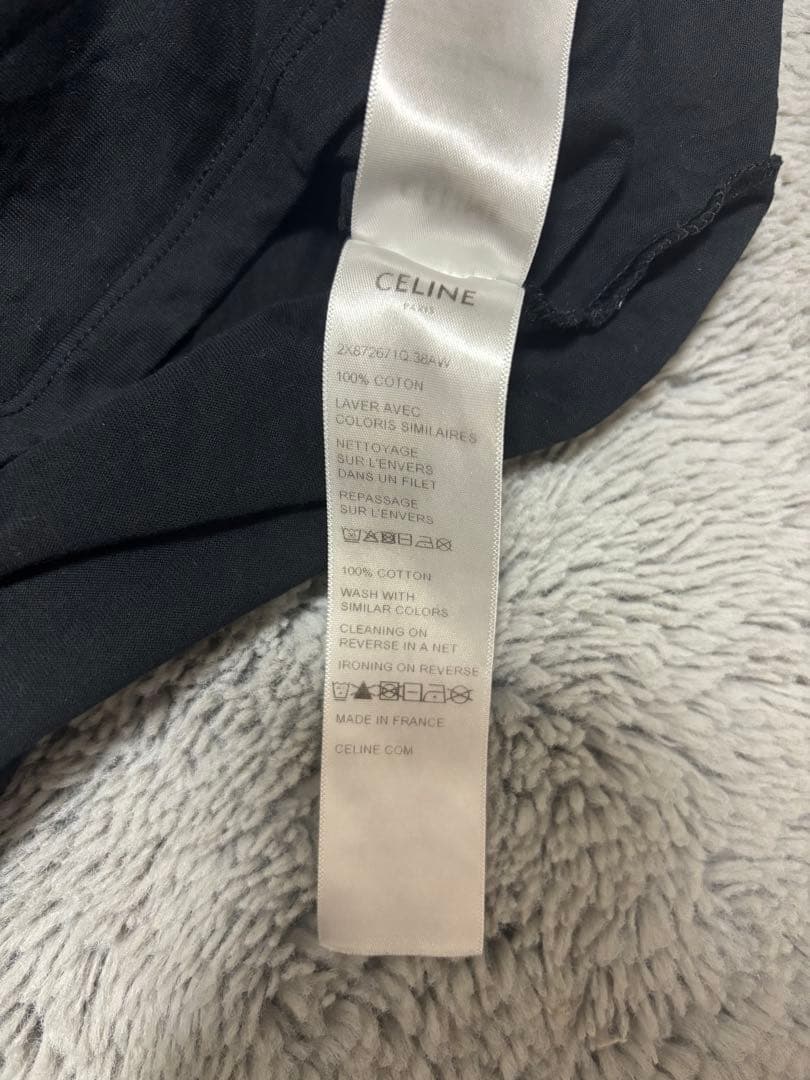 CELINE
PARIS
2X872671Q.38AW
100% COTON
LAVER AVEC
COLORIS SIMILAIRES
NETTOYAGE
SUR L'ENVERS
DANS UN FILET
REPASSAGE
SUR L'ENVERS
100% COTTON
WASH WITH
SIMILAR COLORS
CLEANING ON
REVERSE IN A NET
IRONING ON REVERSE
MADE IN FRANCE
CELINE.COM